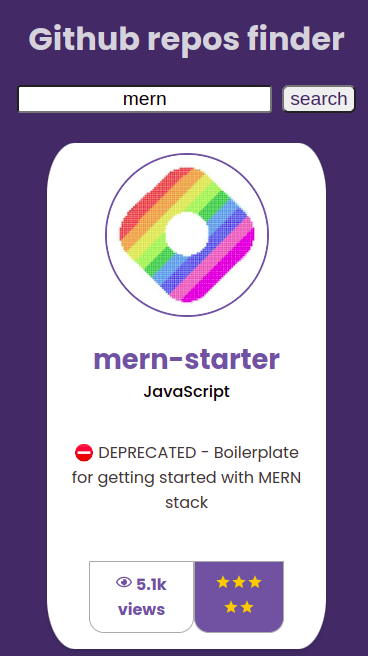 Github repos finder
mern
search
mern-starter
JavaScript
⛔ DEPRECATED - Boilerplate
for getting started with MERN
stack
5.1k
views